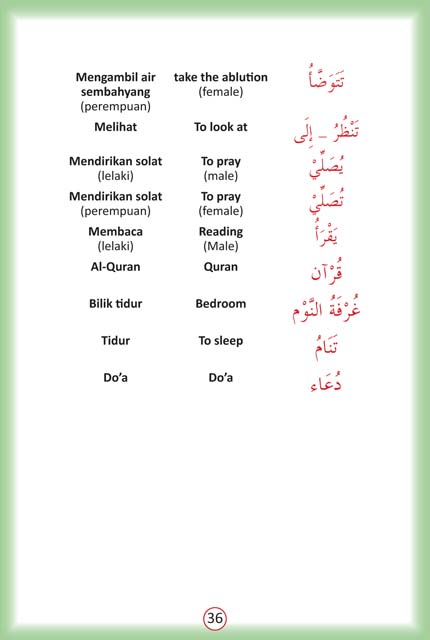 Mengambil air take the ablution تَتَوَضَّأُ
sembahyang (female)
(perempuan)
Melihat To look at تَنْظُرُ – إِلَى
Mendirikan solat To pray يُصَلِّيْ
(lelaki) (male)
Mendirikan solat To pray تُصَلِّيْ
(perempuan) (female)
Membaca Reading يَقْرَأُ
(lelaki) (Male)
Al-Quran Quran قُرْآن
Bilik tidur Bedroom غُرْفَةُ النَّوْم
Tidur To sleep تَنَامُ
Do’a Do’a دُعَاء
36